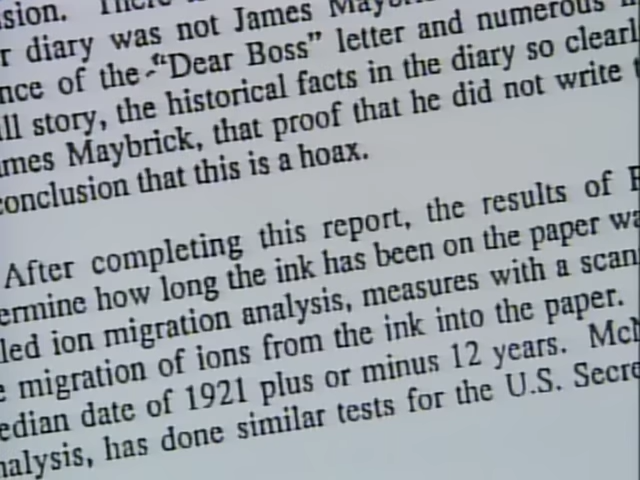 sion.
r diary was not James
nce of the "Dear Boss" letter and numerous
ll story, the historical facts in the diary so clearl
mes Maybrick, that proof that he did not write
conclusion that this is a hoax.
After completing this report, the results of
ermine how long the ink has been on the paper wa
led ion migration analysis, measures with a scan
e migration of ions from the ink into the paper.
edian date of 1921 plus or minus 12 years. McN
nalysis, has done similar tests for the U.S. Secre